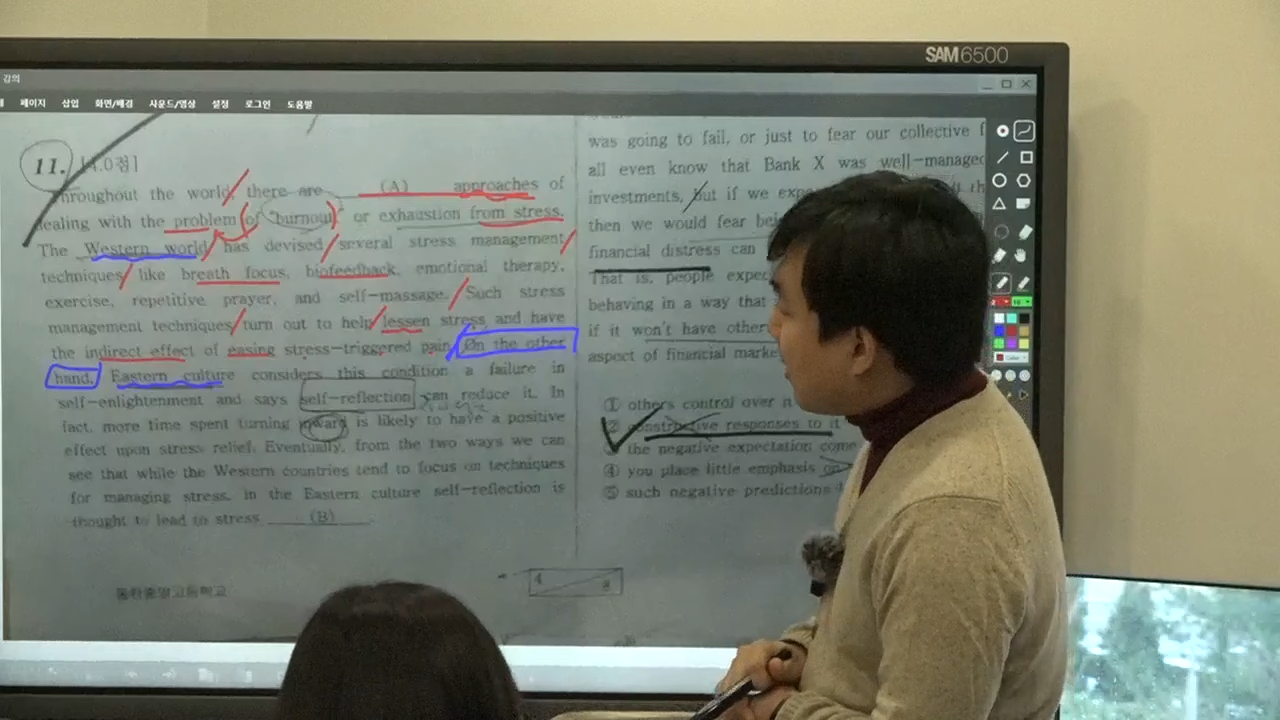 SAM6500
강의
페이지 삽입 화면/배경 사운드/영상 설정 로그인 도움말
11. [4.0점]
Throughout the world, there are (A) approaches of
dealing with the problem of "burnout" or exhaustion from stress.
The Western world has devised several stress management
techniques like breath focus, biofeedback, emotional therapy,
exercise, repetitive prayer, and self-massage. Such stress
management techniques turn out to help lessen stress and have
the indirect effect of easing stress-triggered pain. On the other
hand, Eastern culture considers this condition a failure in
self-enlightenment and says self-reflection can reduce it. In
fact, more time spent turning inward is likely to have a positive
effect upon stress relief. Eventually, from the two ways we can
see that while the Western countries tend to focus on techniques
for managing stress, in the Eastern culture self-reflection is
thought to lead to stress (B)
4 8
was going to fail, or just to fear our collective f
all even know that Bank X was well-managed
investments, but if we expe
then we would fear bei
financial distress can
That is, people expec
behaving in a way that
if it won't have other
aspect of financial marke
① others control over
② constructive responses to it
the negative expectation come
④ you place little emphasis on
⑤ such negative predictions